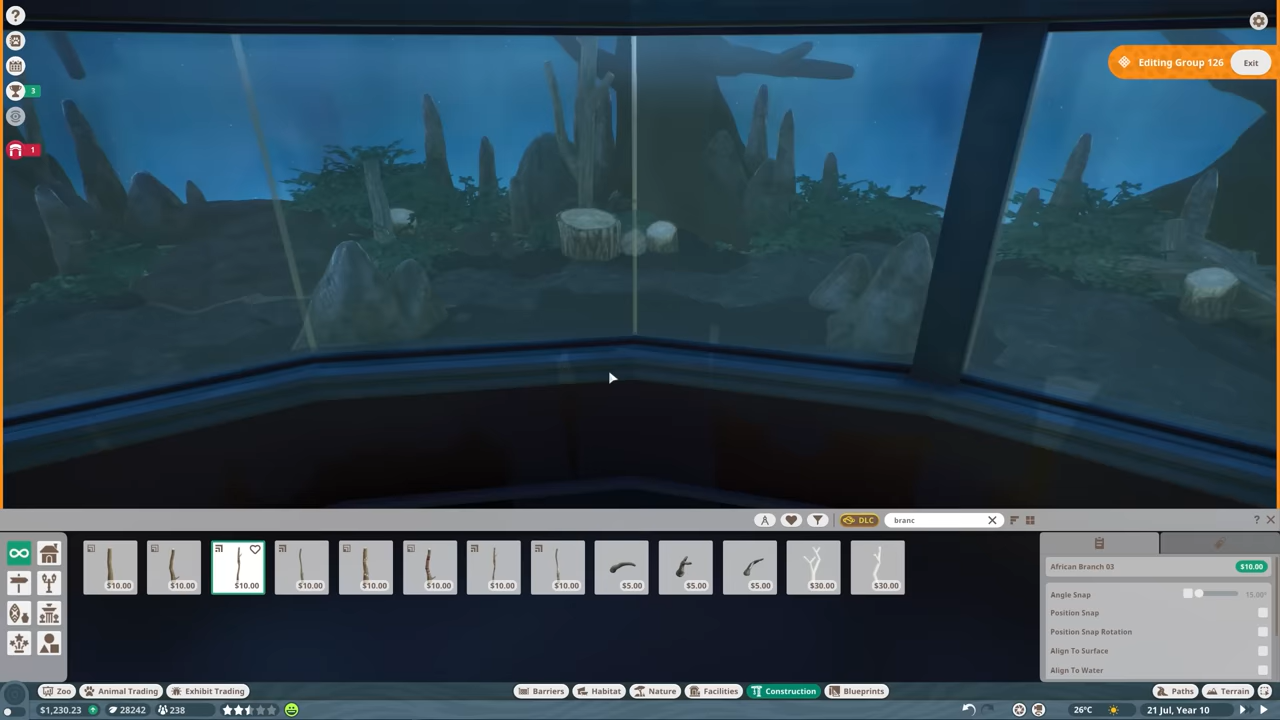 ?
3
1
Editing Group 126
Exit
DLC
branc
?
$10.00
$10.00
$10.00
$10.00
$10.00
$10.00
$10.00
$10.00
$5.00
$5.00
$5.00
$30.00
$30.00
African Branch 03
$10.00
Angle Snap
15.00°
Position Snap
Position Snap Rotation
Align To Surface
Align To Water
Zoo
Animal Trading
Exhibit Trading
Barriers
Habitat
Nature
Facilities
Construction
Blueprints
Paths
Terrain
$1,230.23
28242
238
26°C
21 Jul, Year 10